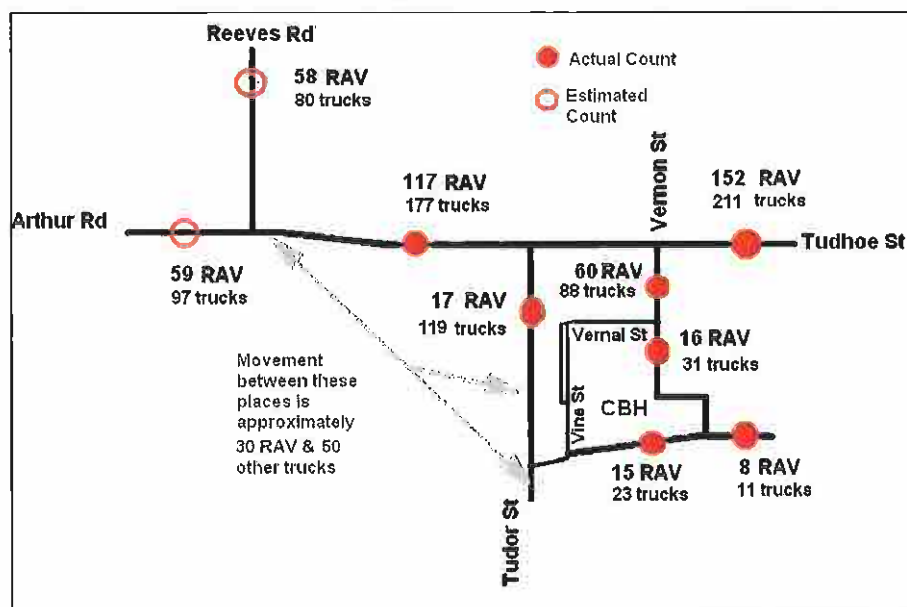 Reeves Rd
58 RAV
80 trucks
Actual Count
Estimated
Count
Vernon St
117 RAV
177 trucks
152 RAV
211 trucks
Arthur Rd
Tudhoe St
59 RAV
97 trucks
17 RAV
119 trucks
60 RAV
88 trucks
Vernal St
16 RAV
31 trucks
Movement
between these
places is
approximately
30 RAV & 50
other trucks
Vine St
CBH
15 RAV
23 trucks
8 RAV
11 trucks
Tudor St